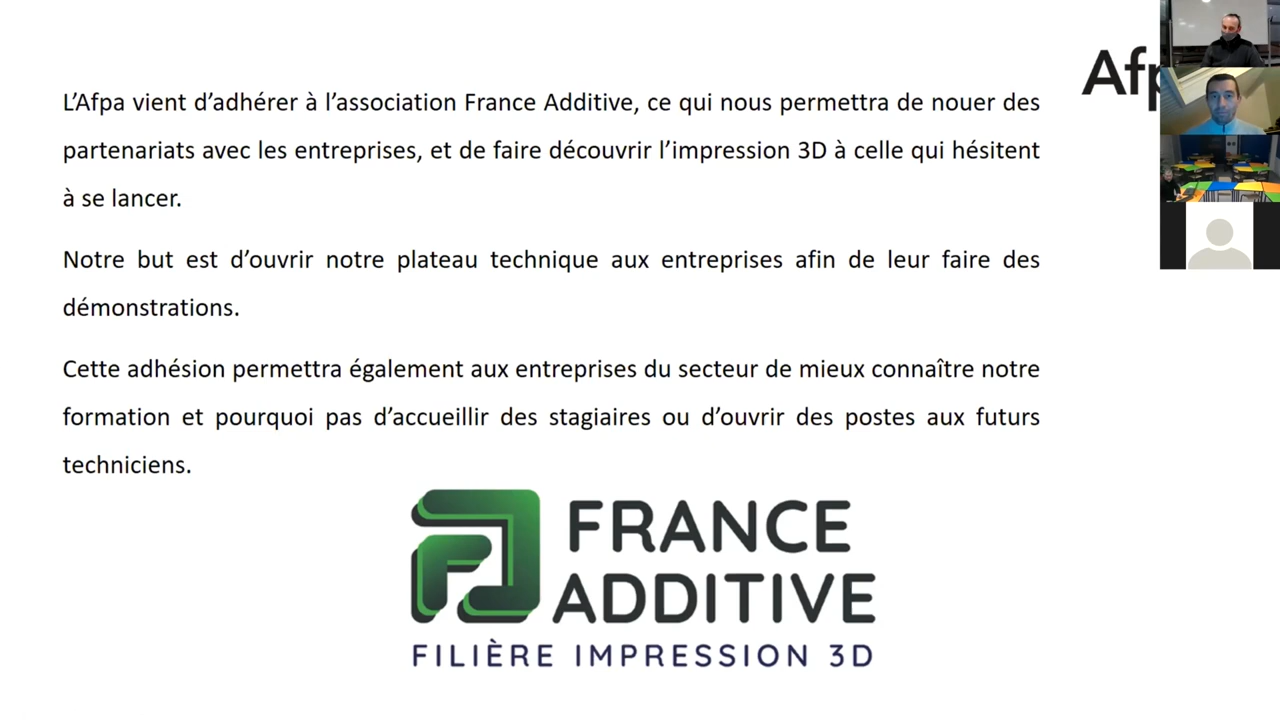 L’Afpa vient d’adhérer à l’association France Additive, ce qui nous permettra de nouer des
partenariats avec les entreprises, et de faire découvrir l’impression 3D à celle qui hésitent
à se lancer.
Notre but est d’ouvrir notre plateau technique aux entreprises afin de leur faire des
démonstrations.
Cette adhésion permettra également aux entreprises du secteur de mieux connaître notre
formation et pourquoi pas d’accueillir des stagiaires ou d’ouvrir des postes aux futurs
techniciens.
FRANCE
ADDITIVE
FILIÈRE IMPRESSION 3D